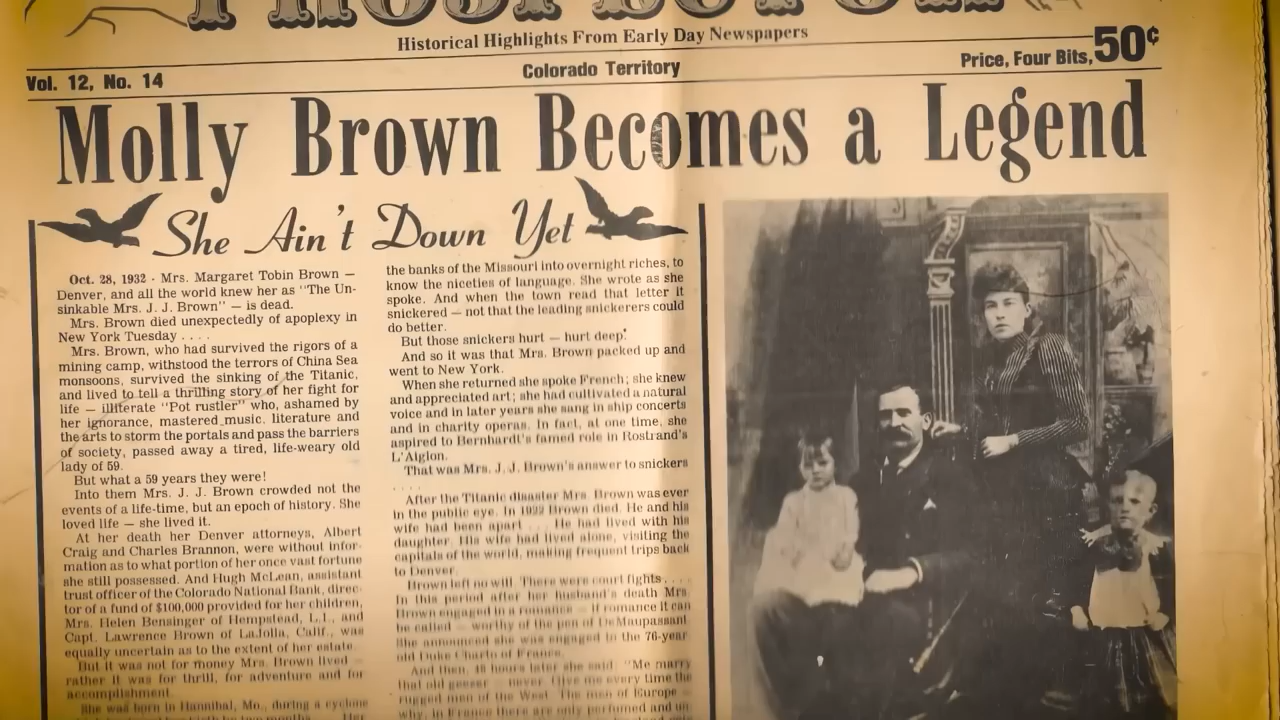 Historical Highlights From Early Day Newspapers
Vol. 12, No. 14
Colorado Territory
Price, Four Bits, 50¢
Molly Brown Becomes a Legend
She Ain't Down Yet
Oct. 28, 1932 - Mrs. Margaret Tobin Brown —
Denver, and all the world knew her as "The Un-
sinkable Mrs. J. J. Brown" — is dead.
Mrs. Brown died unexpectedly of apoplexy in
New York Tuesday . . . .
Mrs. Brown, who had survived the rigors of a
mining camp, withstood the terrors of China Sea
monsoons, survived the sinking of the Titanic,
and lived to tell a thrilling story of her fight for
life — illiterate "Pot rustler" who, ashamed by
her ignorance, mastered music, literature and
the arts to storm the portals and pass the barriers
of society, passed away a tired, life-weary old
lady of 59.
But what a 59 years they were!
Into them Mrs. J. J. Brown crowded not the
events of a life-time, but an epoch of history. She
loved life — she lived it.
At her death her Denver attorneys, Albert
Craig and Charles Brannon, were without infor-
mation as to what portion of her once vast fortune
she still possessed. And Hugh McLean, assistant
trust officer of the Colorado National Bank, direc-
tor of a fund of $100,000 provided for her children,
Mrs. Helen Bensinger of Hempstead, L.I., and
Capt. Lawrence Brown of LaJolla, Calif., was
equally uncertain as to the extent of her estate.
But it was not for money Mrs. Brown lived —
rather it was for thrill, for adventure and for
accomplishment.
She was born in Hannibal, Mo., during a cyclone
the banks of the Missouri into overnight riches, to
know the niceties of language. She wrote as she
spoke. And when the town read that letter it
snickered — not that the leading snickerers could
do better.
But those snickers hurt — hurt deep.
And so it was that Mrs. Brown packed up and
went to New York.
When she returned she spoke French; she knew
and appreciated art; she had cultivated a natural
voice and in later years she sang in ship concerts
and in charity operas. In fact, at one time, she
aspired to Bernhardt's famed role in Rostrand's
L'Aiglon.
That was Mrs. J. J. Brown's answer to snickers
. . . .
After the Titanic disaster Mrs. Brown was ever
in the public eye. In 1922 Brown died. He and his
wife had been apart . . . He had lived with his
daughter. His wife had lived alone, visiting the
capitals of the world, making frequent trips back
to Denver.
Brown left no will. There were court fights . . . .
In this period after her husband's death Mrs.
Brown engaged in a romance — if romance it can
be called — worthy of the pen of DeMaupassant.
She announced she was engaged to the 76-year-
old Duke Charlo of France.
And then, 48 hours later she said: "Me marry
that old geezer — never. Give me every time the
rugged men of the West. The men of Europe —
why, in France there are only perfumed and